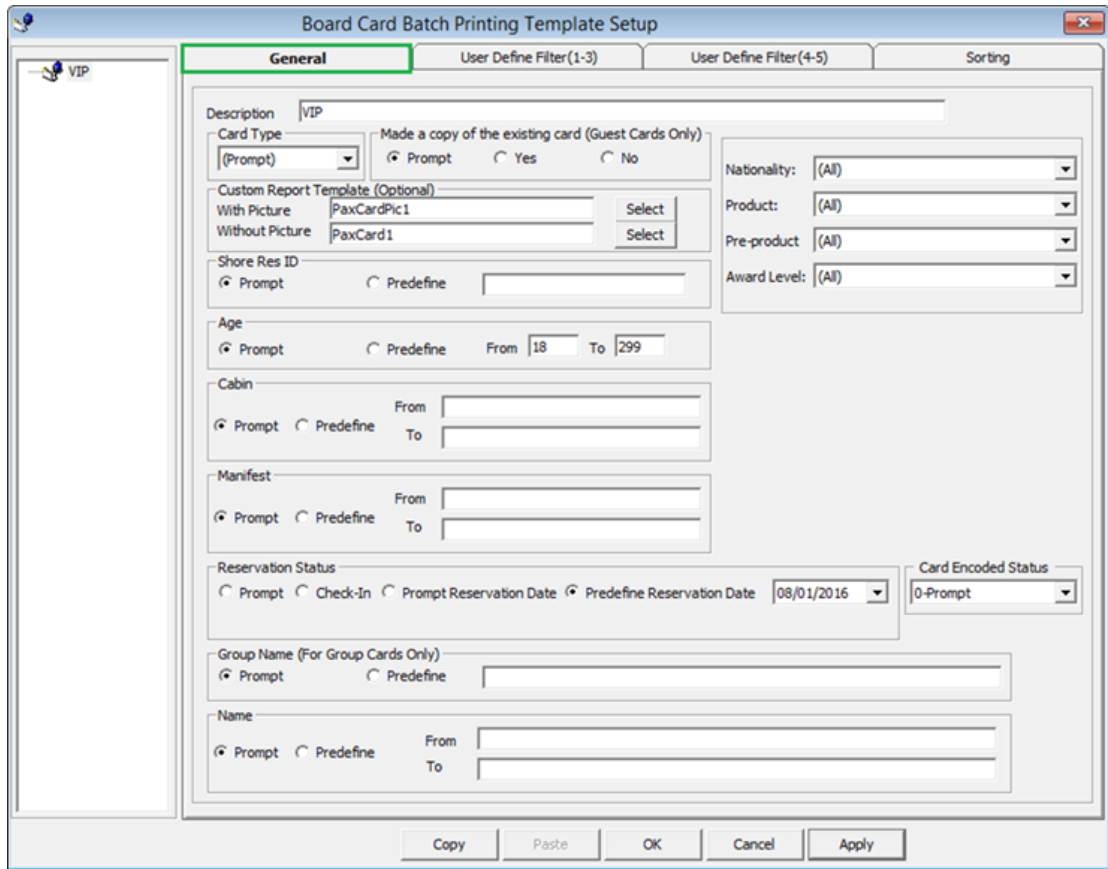 Board Card Batch Printing Template Setup
VIP
General User Define Filter(1-3) User Define Filter(4-5) Sorting
Description VIP
Card Type
(Prompt)
Made a copy of the existing card (Guest Cards Only)
Prompt Yes No
Custom Report Template (Optional)
With Picture PaxCardPic1 Select
Without Picture PaxCard1 Select
Nationality: (All)
Product: (All)
Pre-product (All)
Award Level: (All)
Shore Res ID
Prompt Predefine
Age
Prompt Predefine From 18 To 299
Cabin
From
Prompt Predefine
To
Manifest
From
Prompt Predefine
To
Reservation Status
Prompt Check-In Prompt Reservation Date Predefine Reservation Date 08/01/2016
Card Encoded Status
0-Prompt
Group Name (For Group Cards Only)
Prompt Predefine
Name
From
Prompt Predefine
To
Copy Paste OK Cancel Apply